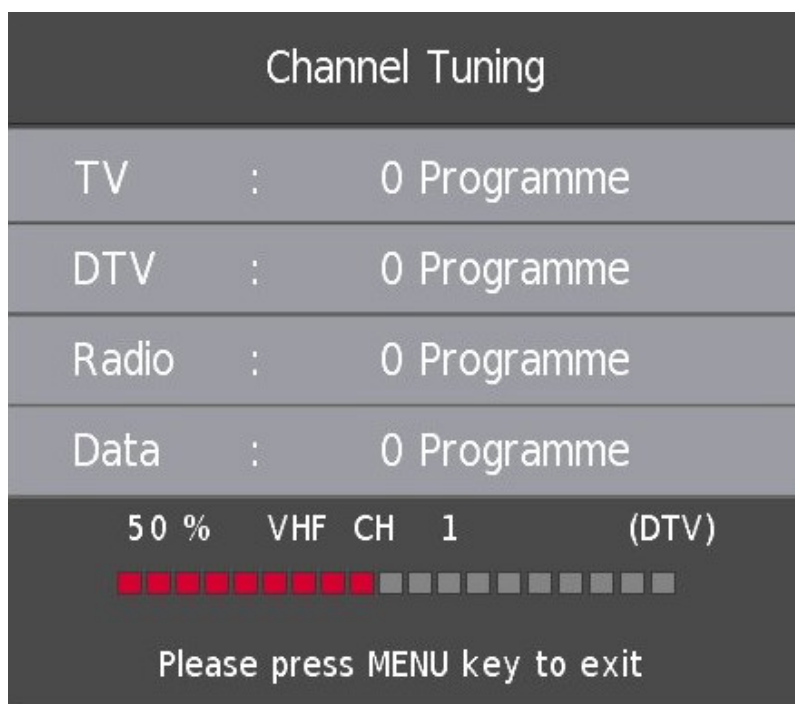 Channel Tuning
TV : 0 Programme
DTV : 0 Programme
Radio : 0 Programme
Data : 0 Programme
50 % VHF CH 1 (DTV)
Please press MENU key to exit